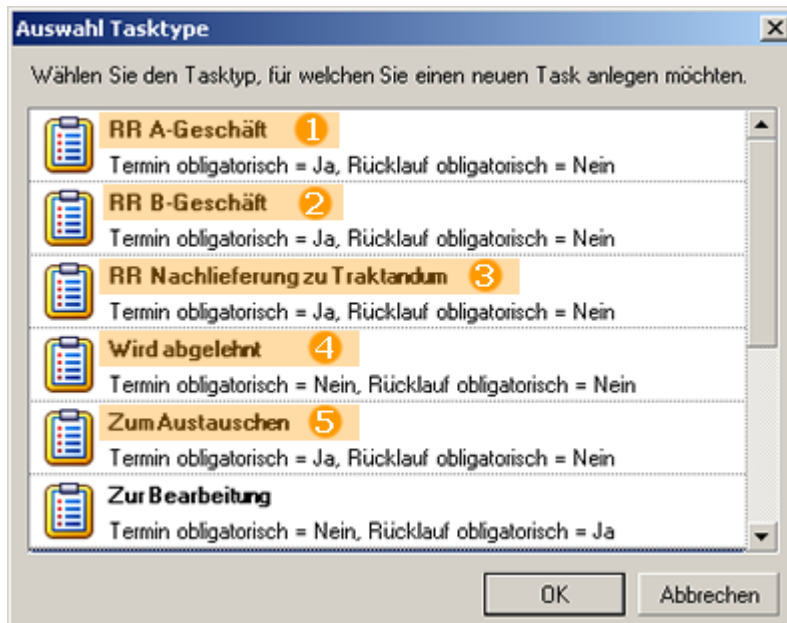 Auswahl Tasktype
Wählen Sie den Tasktyp, für welchen Sie einen neuen Task anlegen möchten.
RR A-Geschäft 1
Termin obligatorisch = Ja, Rücklauf obligatorisch = Nein
RR B-Geschäft 2
Termin obligatorisch = Ja, Rücklauf obligatorisch = Nein
RR Nachlieferung zu Traktandum 3
Termin obligatorisch = Ja, Rücklauf obligatorisch = Nein
Wird abgelehnt 4
Termin obligatorisch = Nein, Rücklauf obligatorisch = Nein
Zum Austauschen 5
Termin obligatorisch = Ja, Rücklauf obligatorisch = Nein
Zur Bearbeitung
Termin obligatorisch = Nein, Rücklauf obligatorisch = Ja
OK Abbrechen